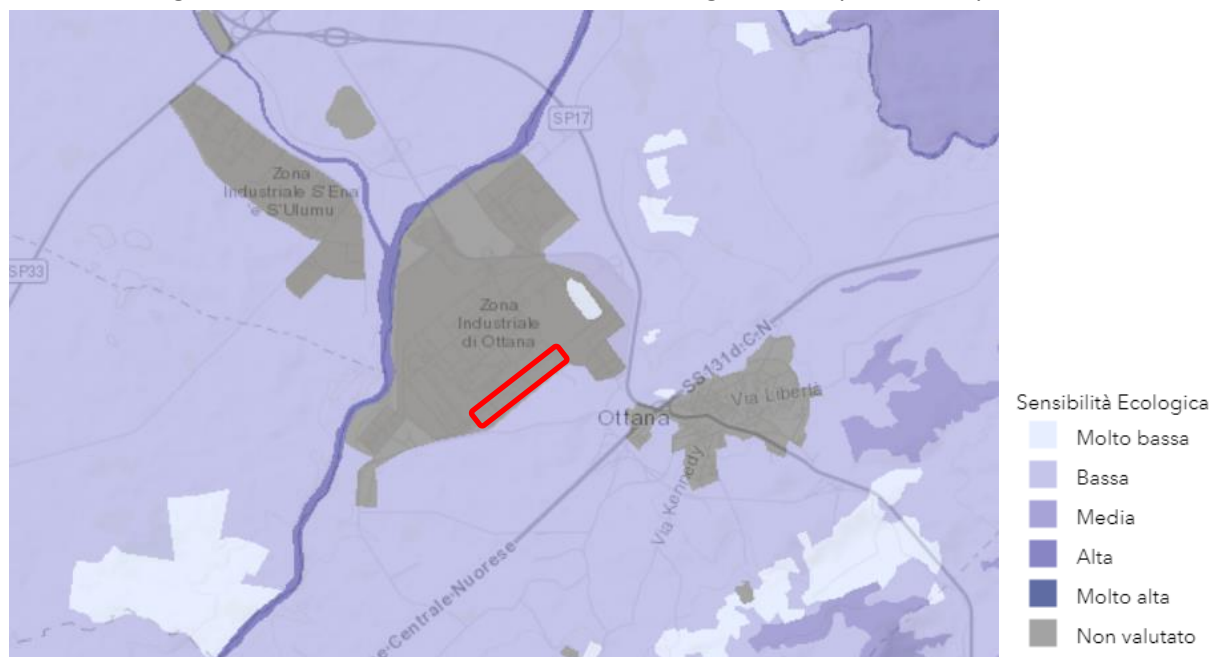 SP17
Zona
Industriale S'Ena
e S'Ulumu
SP33
Zona
Industriale
di Ottana
SS131d:C:N
Via Libertà
Ottana
Via Kennedy
e:Centrale:Nuorese
Sensibilità Ecologica
Molto bassa
Bassa
Media
Alta
Molto alta
Non valutato